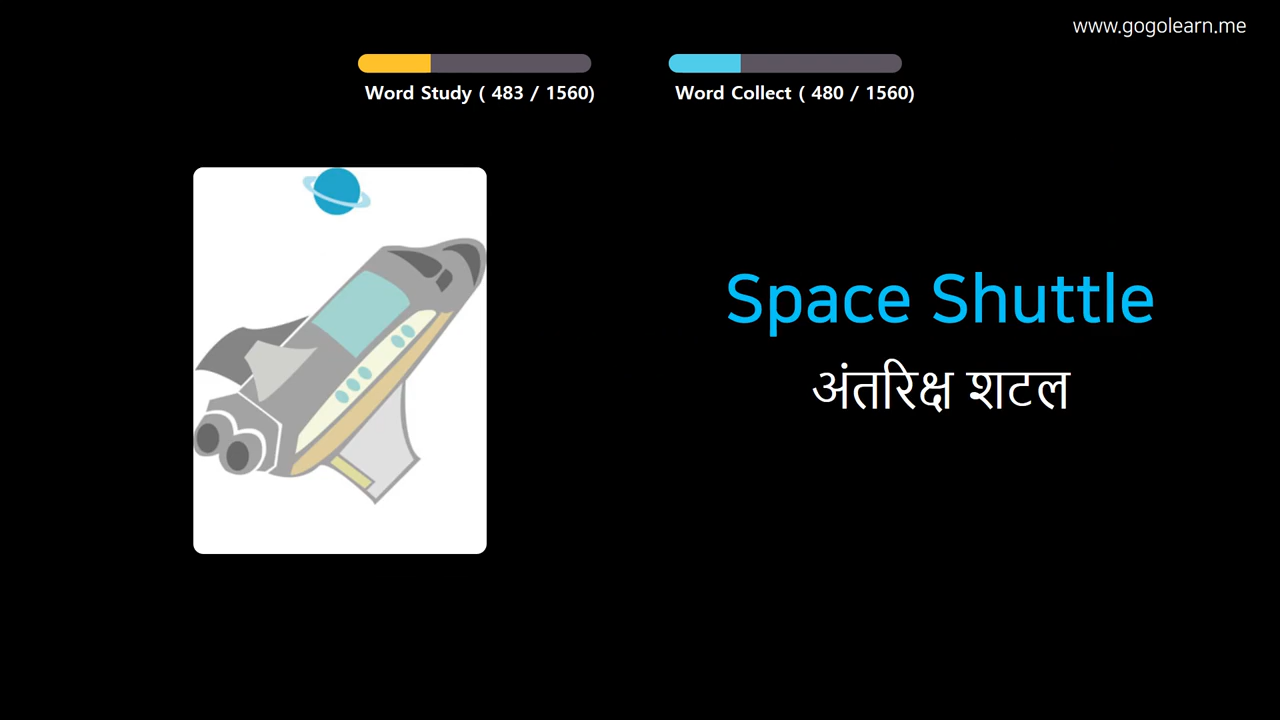 www.gogolearn.me
Word Study ( 483 / 1560)
Word Collect ( 480 / 1560)
Space Shuttle
अंतरिक्ष शटल